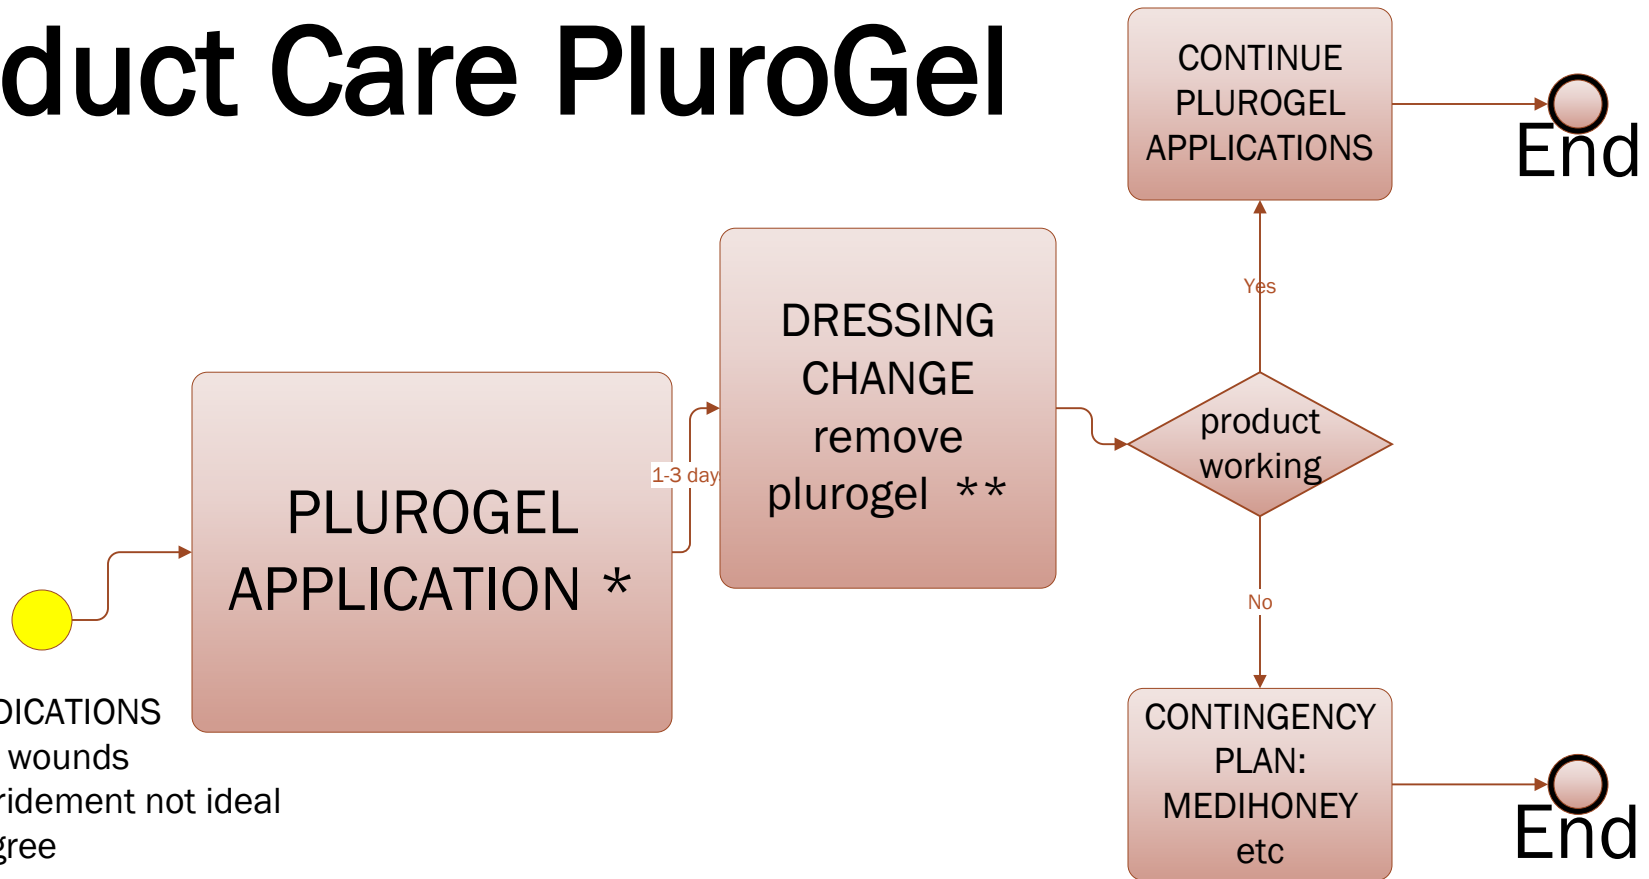 duct Care PluroGel
CONTINUE
PLUROGEL
APPLICATIONS
End
Yes
DRESSING
CHANGE
remove
plurogel **
product
working
1-3 day
PLUROGEL
APPLICATION *
No
DICATIONS
wounds
ridement not ideal
gree
CONTINGENCY
PLAN:
MEDIHONEY
etc
End